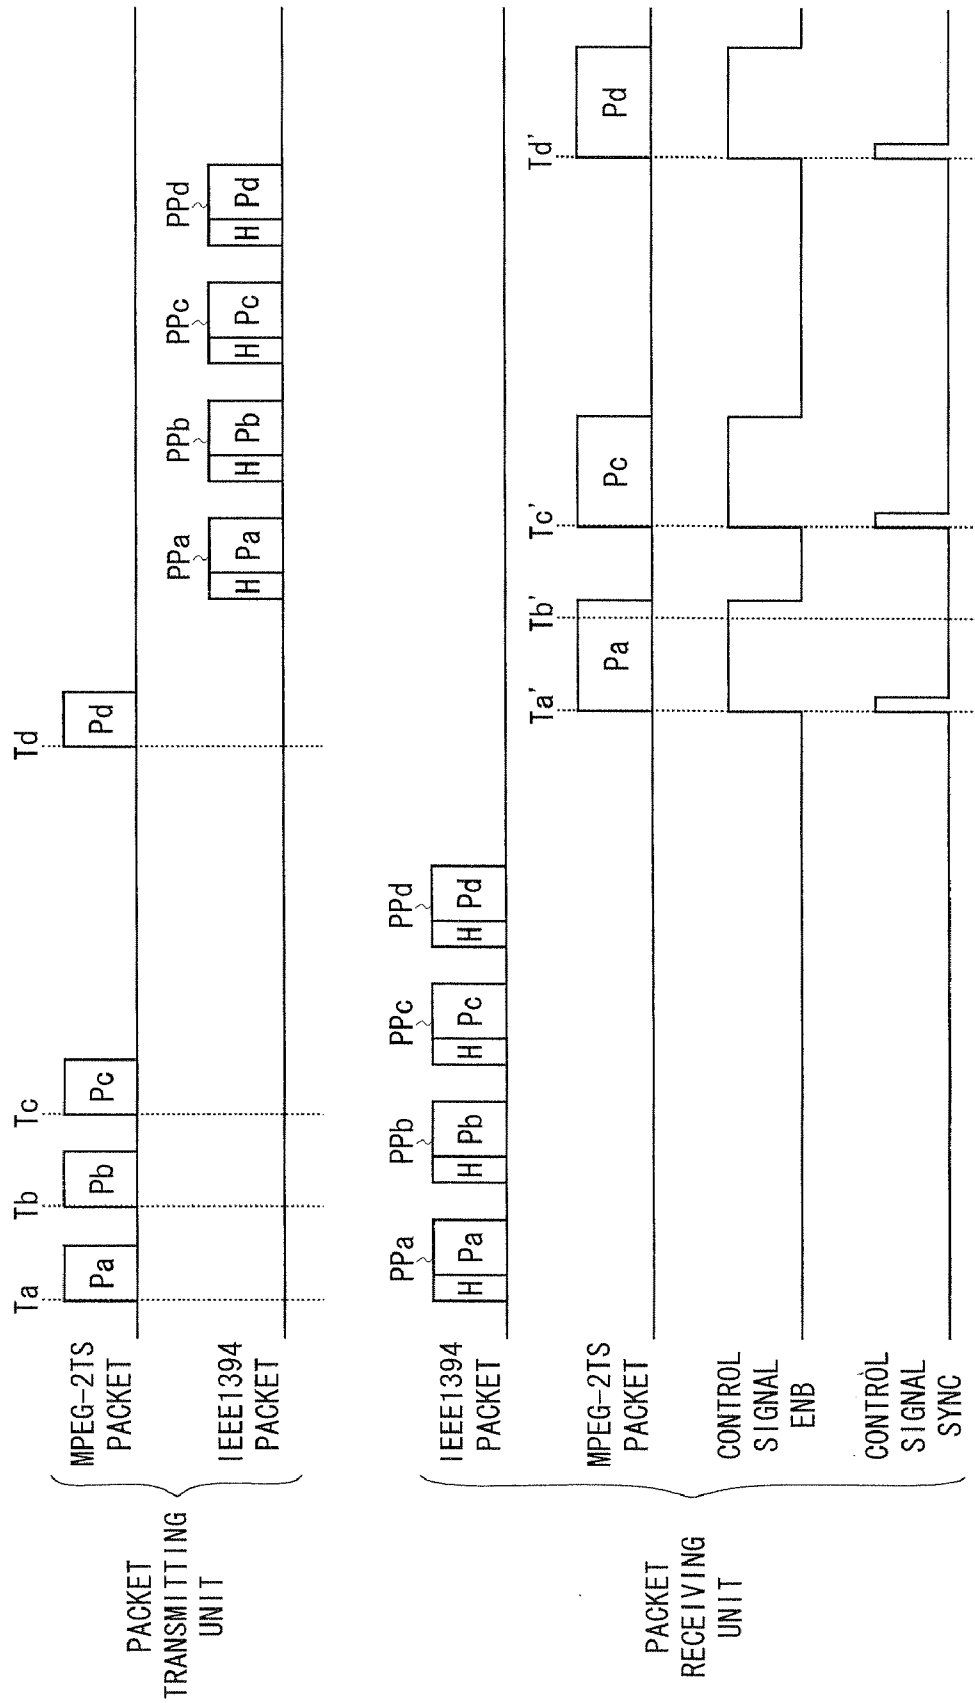 PACKET
TRANSMITTING
UNIT
MPEG-2TS
PACKET
Ta
Tb
Tc
Td
Pa
Pb
Pc
Pd
IEEE1394
PACKET
PPa
PPb
PPc
PPd
H Pa
H Pb
H Pc
H Pd
PACKET
RECEIVING
UNIT
IEEE1394
PACKET
PPa
PPb
PPc
PPd
H Pa
H Pb
H Pc
H Pd
MPEG-2TS
PACKET
Ta'
Tb'
Tc'
Td'
Pa
Pc
Pd
CONTROL
SIGNAL
ENB
CONTROL
SIGNAL
SYNC